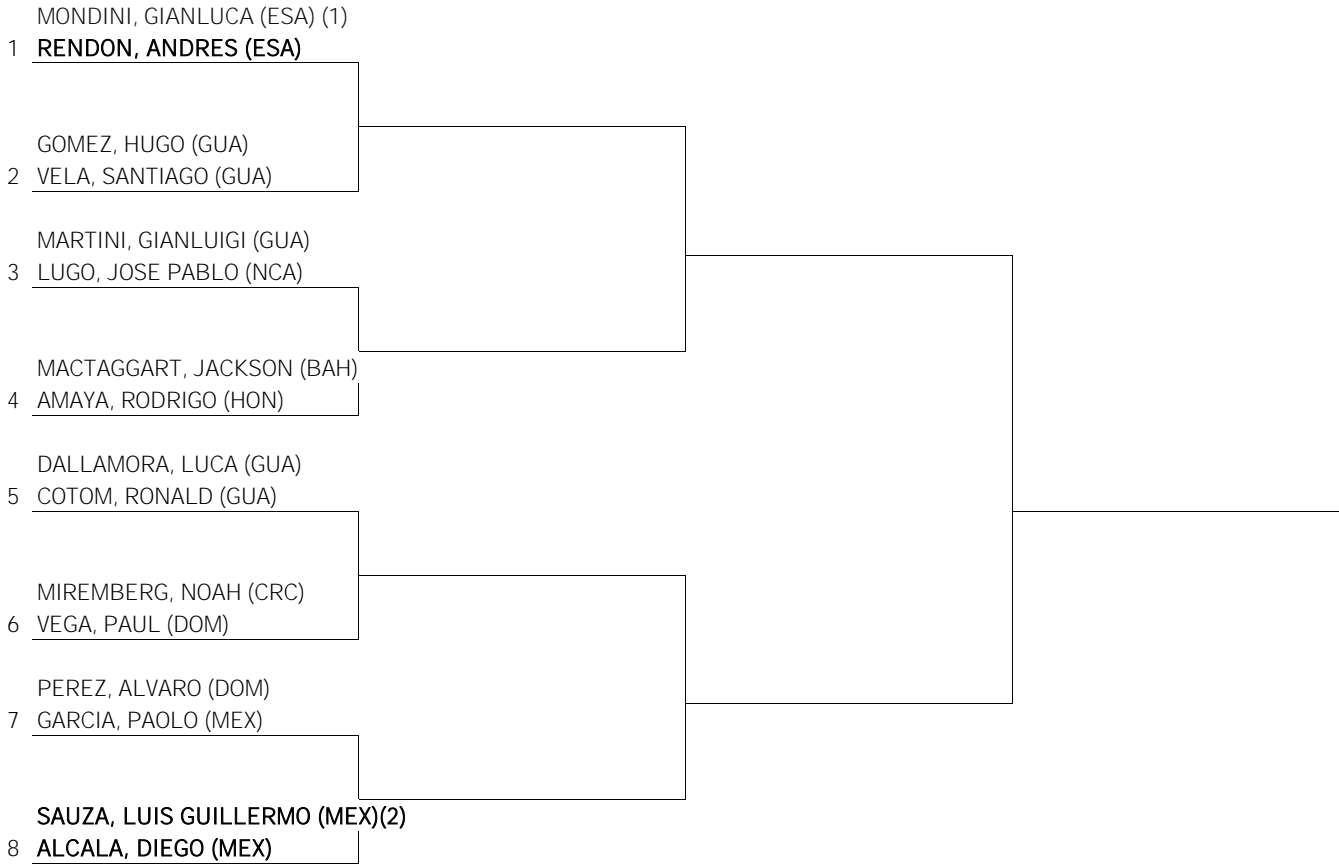 MONDINI, GIANLUCA (ESA) (1)
1 RENDON, ANDRES (ESA)
GOMEZ, HUGO (GUA)
2 VELA, SANTIAGO (GUA)
MARTINI, GIANLUIGI (GUA)
3 LUGO, JOSE PABLO (NCA)
MACTAGGART, JACKSON (BAH)
4 AMAYA, RODRIGO (HON)
DALLAMORA, LUCA (GUA)
5 COTOM, RONALD (GUA)
MIREMBERG, NOAH (CRC)
6 VEGA, PAUL (DOM)
PEREZ, ALVARO (DOM)
7 GARCIA, PAOLO (MEX)
SAUZA, LUIS GUILLERMO (MEX)(2)
8 ALCALA, DIEGO (MEX)